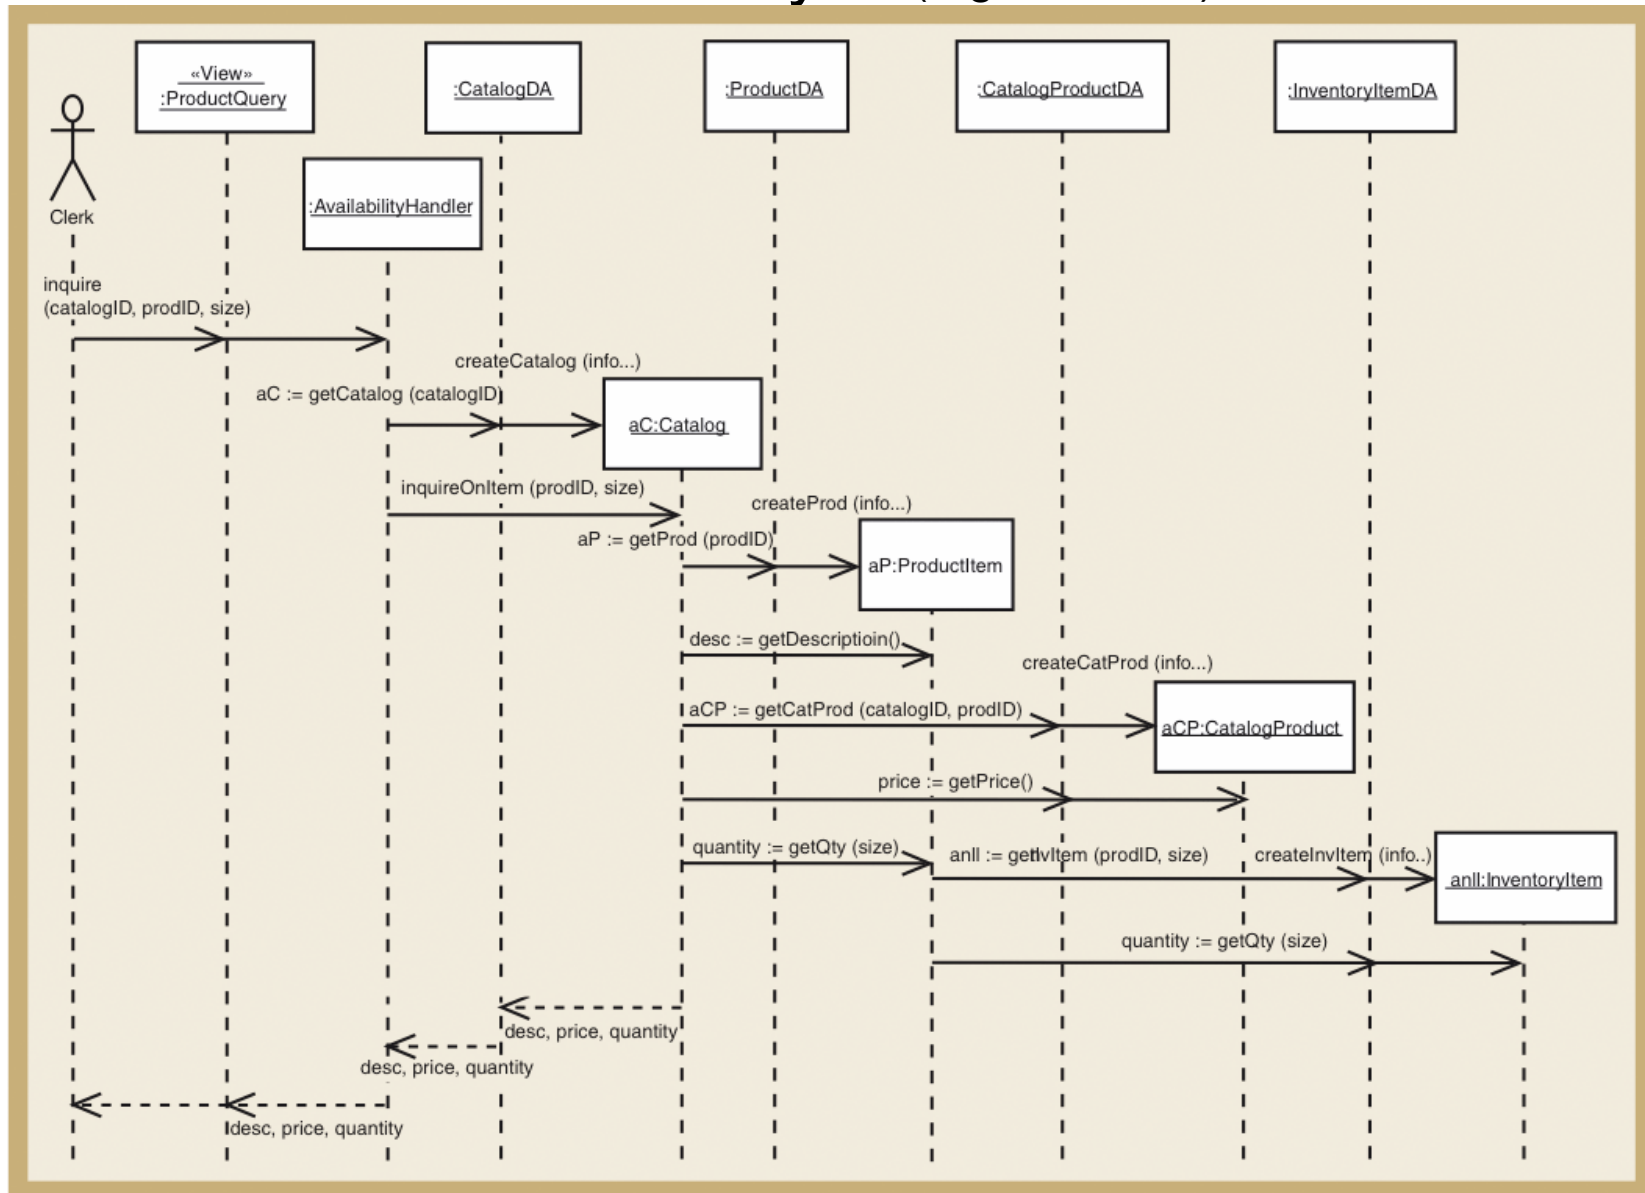 «View»
:ProductQuery
:CatalogDA
:ProductDA
:CatalogProductDA
:InventoryItemDA
:AvailabilityHandler
Clerk
inquire
(catalogID, prodID, size)
createCatalog (info...)
aC := getCatalog (catalogID)
aC:Catalog
inquireOnItem (prodID, size)
createProd (info...)
aP := getProd (prodID)
aP:ProductItem
desc := getDescriptioin()
createCatProd (info...)
aCP := getCatProd (catalogID, prodID)
aCP:CatalogProduct
price := getPrice()
quantity := getQty (size)
anII := getIvItem (prodID, size)
createInvItem (info..)
anII:InventoryItem
quantity := getQty (size)
desc, price, quantity
desc, price, quantity
desc, price, quantity